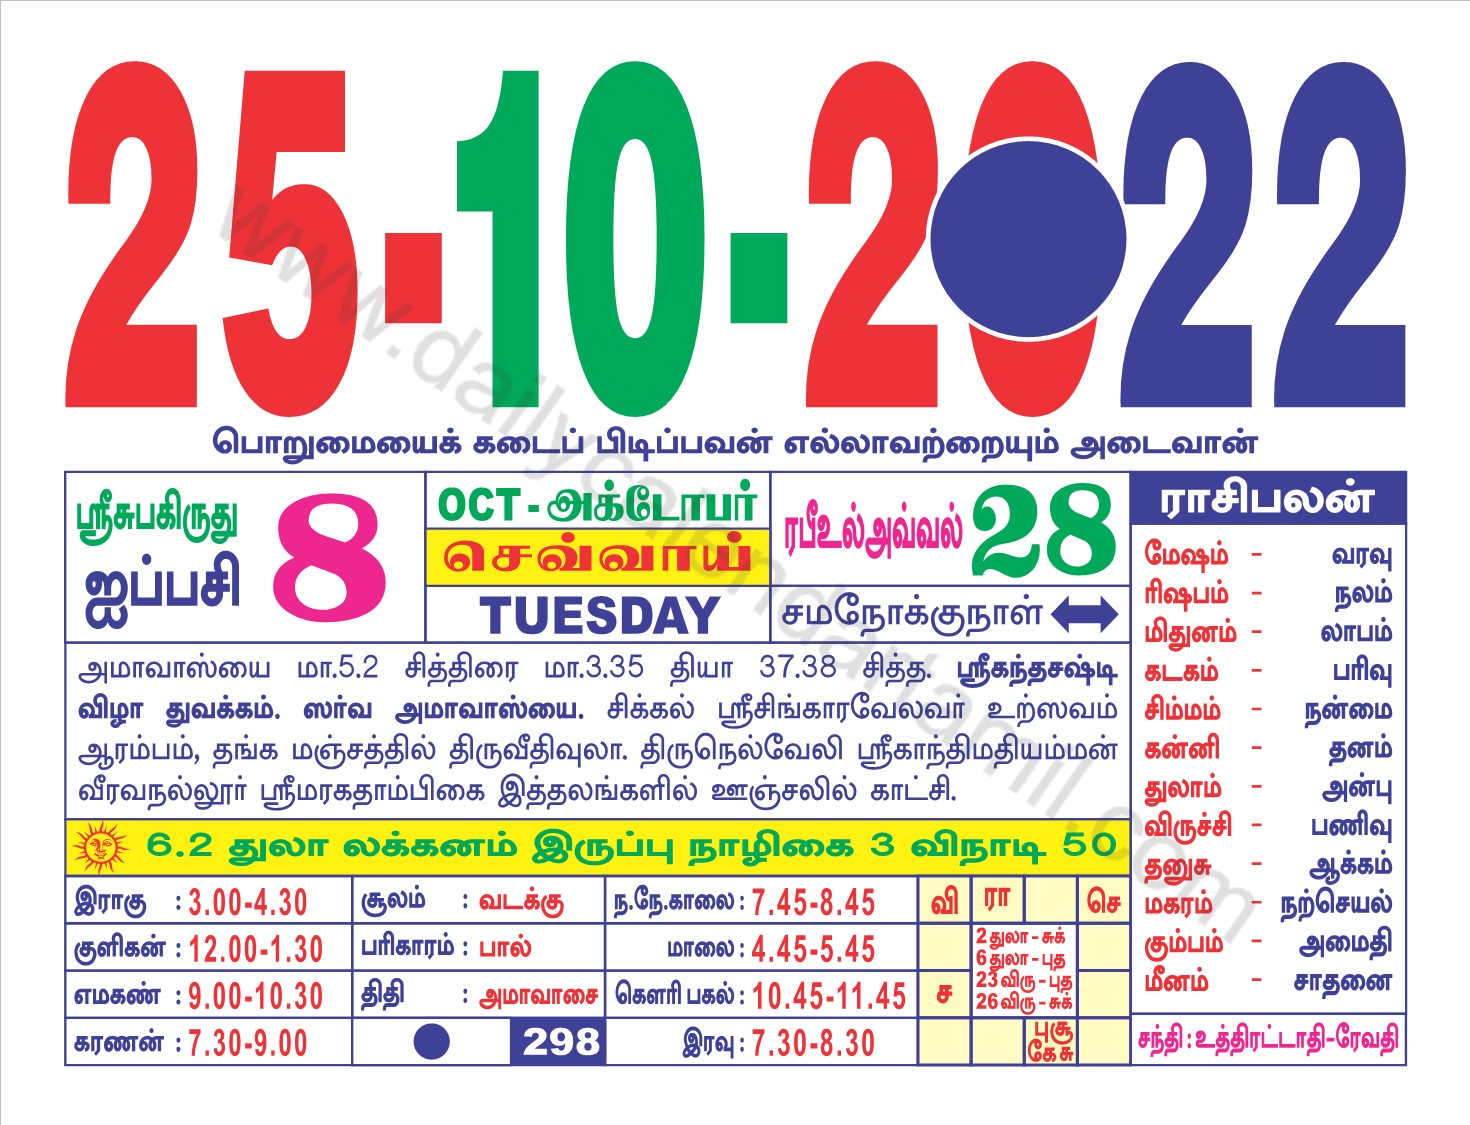 25-10-2022
பொறுமையைக் கடைப் பிடிப்பவன் எல்லாவற்றையும் அடைவான்
ஸ்ரீசுபகிருது
ஐப்பசி 8
OCT - அக்டோபர்
செவ்வாய்
TUESDAY
ரபீஉல்அவ்வல் 28
சமநோக்குநாள்
அமாவாஸ்யை மா.5.2 சித்திரை மா.3.35 தியா 37.38 சித்த. ஸ்ரீகந்தசஷ்டி
விழா துவக்கம். ஸர்வ அமாவாஸ்யை. சிக்கல் ஸ்ரீசிங்காரவேலவர் உற்ஸவம்
ஆரம்பம், தங்க மஞ்சத்தில் திருவீதிவுலா. திருநெல்வேலி ஸ்ரீகாந்திமதியம்மன்
வீரவநல்லூர் ஸ்ரீமரகதாம்பிகை இத்தலங்களில் ஊஞ்சலில் காட்சி.
6.2 துலா லக்கனம் இருப்பு நாழிகை 3 விநாடி 50
இராகு : 3.00-4.30
குளிகன் : 12.00-1.30
எமகண் : 9.00-10.30
கரணன் : 7.30-9.00
சூலம் : வடக்கு
பரிகாரம் : பால்
திதி : அமாவாசை
298
ந.நே.காலை : 7.45-8.45
மாலை : 4.45-5.45
கௌரி பகல் : 10.45-11.45
இரவு : 7.30-8.30
வி ரா செ
2துலா - சுக்
6துலா - புத
23விரு - புத
26விரு - சுக்
ச
பு சூ
கே சு
ராசிபலன்
மேஷம் - வரவு
ரிஷபம் - நலம்
மிதுனம் - லாபம்
கடகம் - பரிவு
சிம்மம் - நன்மை
கன்னி - தனம்
துலாம் - அன்பு
விருச்சி - பணிவு
தனுசு - ஆக்கம்
மகரம் - நற்செயல்
கும்பம் - அமைதி
மீனம் - சாதனை
சந்தி : உத்திரட்டாதி-ரேவதி
www.dailycalendartamil.com